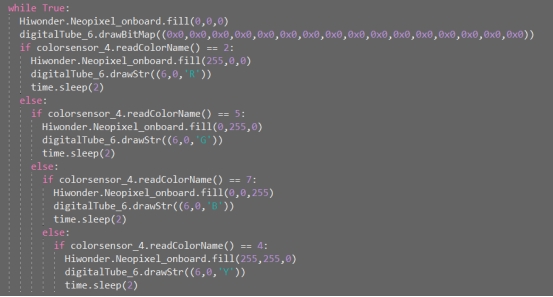 while True:
  Hiwonder.Neopixel_onboard.fill(0,0,0)
  digitalTube_6.drawBitMap((0x0,0x0,0x0,0x0,0x0,0x0,0x0,0x0,0x0,0x0,0x0,0x0,0x0,0x0,0x0,0x0))
  if colorsensor_4.readColorName() == 2:
    Hiwonder.Neopixel_onboard.fill(255,0,0)
    digitalTube_6.drawStr((6,0,'R'))
    time.sleep(2)
  else:
    if colorsensor_4.readColorName() == 5:
      Hiwonder.Neopixel_onboard.fill(0,255,0)
      digitalTube_6.drawStr((6,0,'G'))
      time.sleep(2)
    else:
      if colorsensor_4.readColorName() == 7:
        Hiwonder.Neopixel_onboard.fill(0,0,255)
        digitalTube_6.drawStr((6,0,'B'))
        time.sleep(2)
      else:
        if colorsensor_4.readColorName() == 4:
          Hiwonder.Neopixel_onboard.fill(255,255,0)
          digitalTube_6.drawStr((6,0,'Y'))
          time.sleep(2)